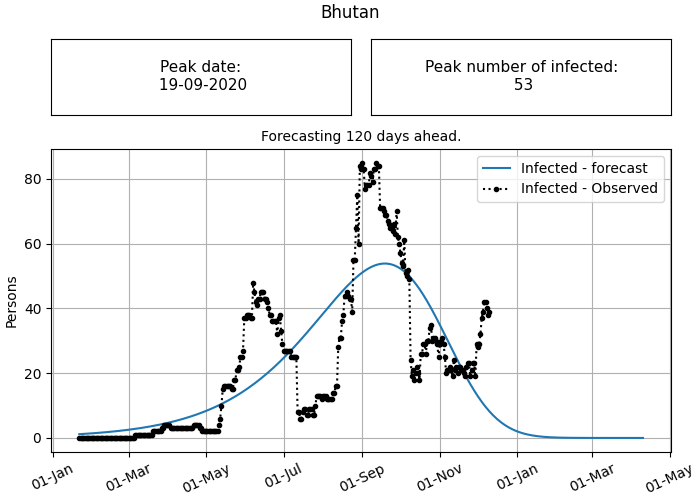 Bhutan
Peak date:
19-09-2020
Peak number of infected:
53
Forecasting 120 days ahead.
Infected - forecast
Infected - Observed
Persons
80
60
40
20
0
01-Jan
01-Mar
01-May
01-Jul
01-Sep
01-Nov
01-Jan
01-Mar
01-May